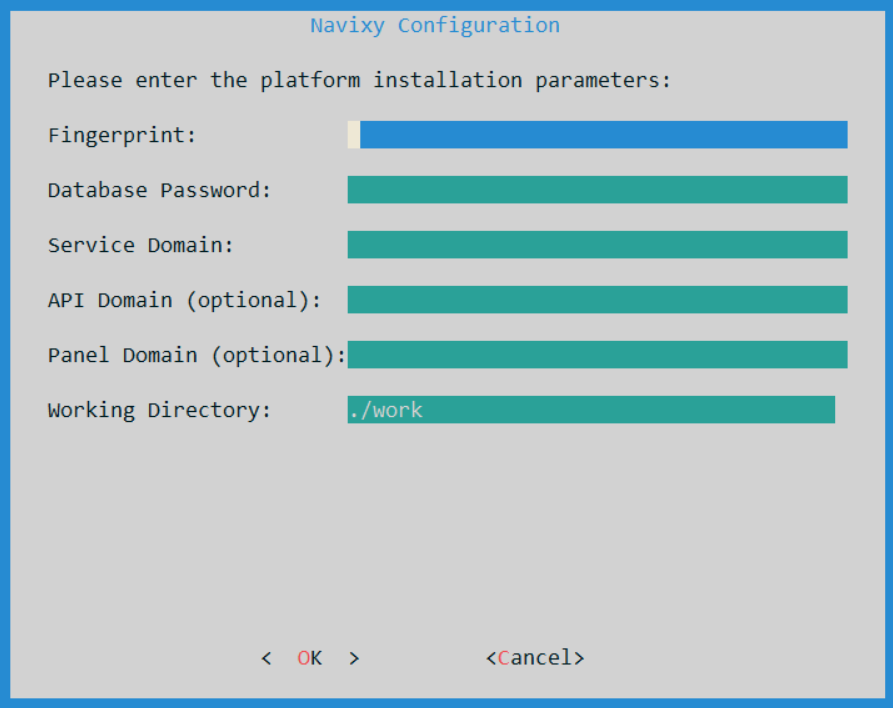 Navixy Configuration
Please enter the platform installation parameters:
Fingerprint:
Database Password:
Service Domain:
API Domain (optional):
Panel Domain (optional):
Working Directory: ./work
< OK > <Cancel>